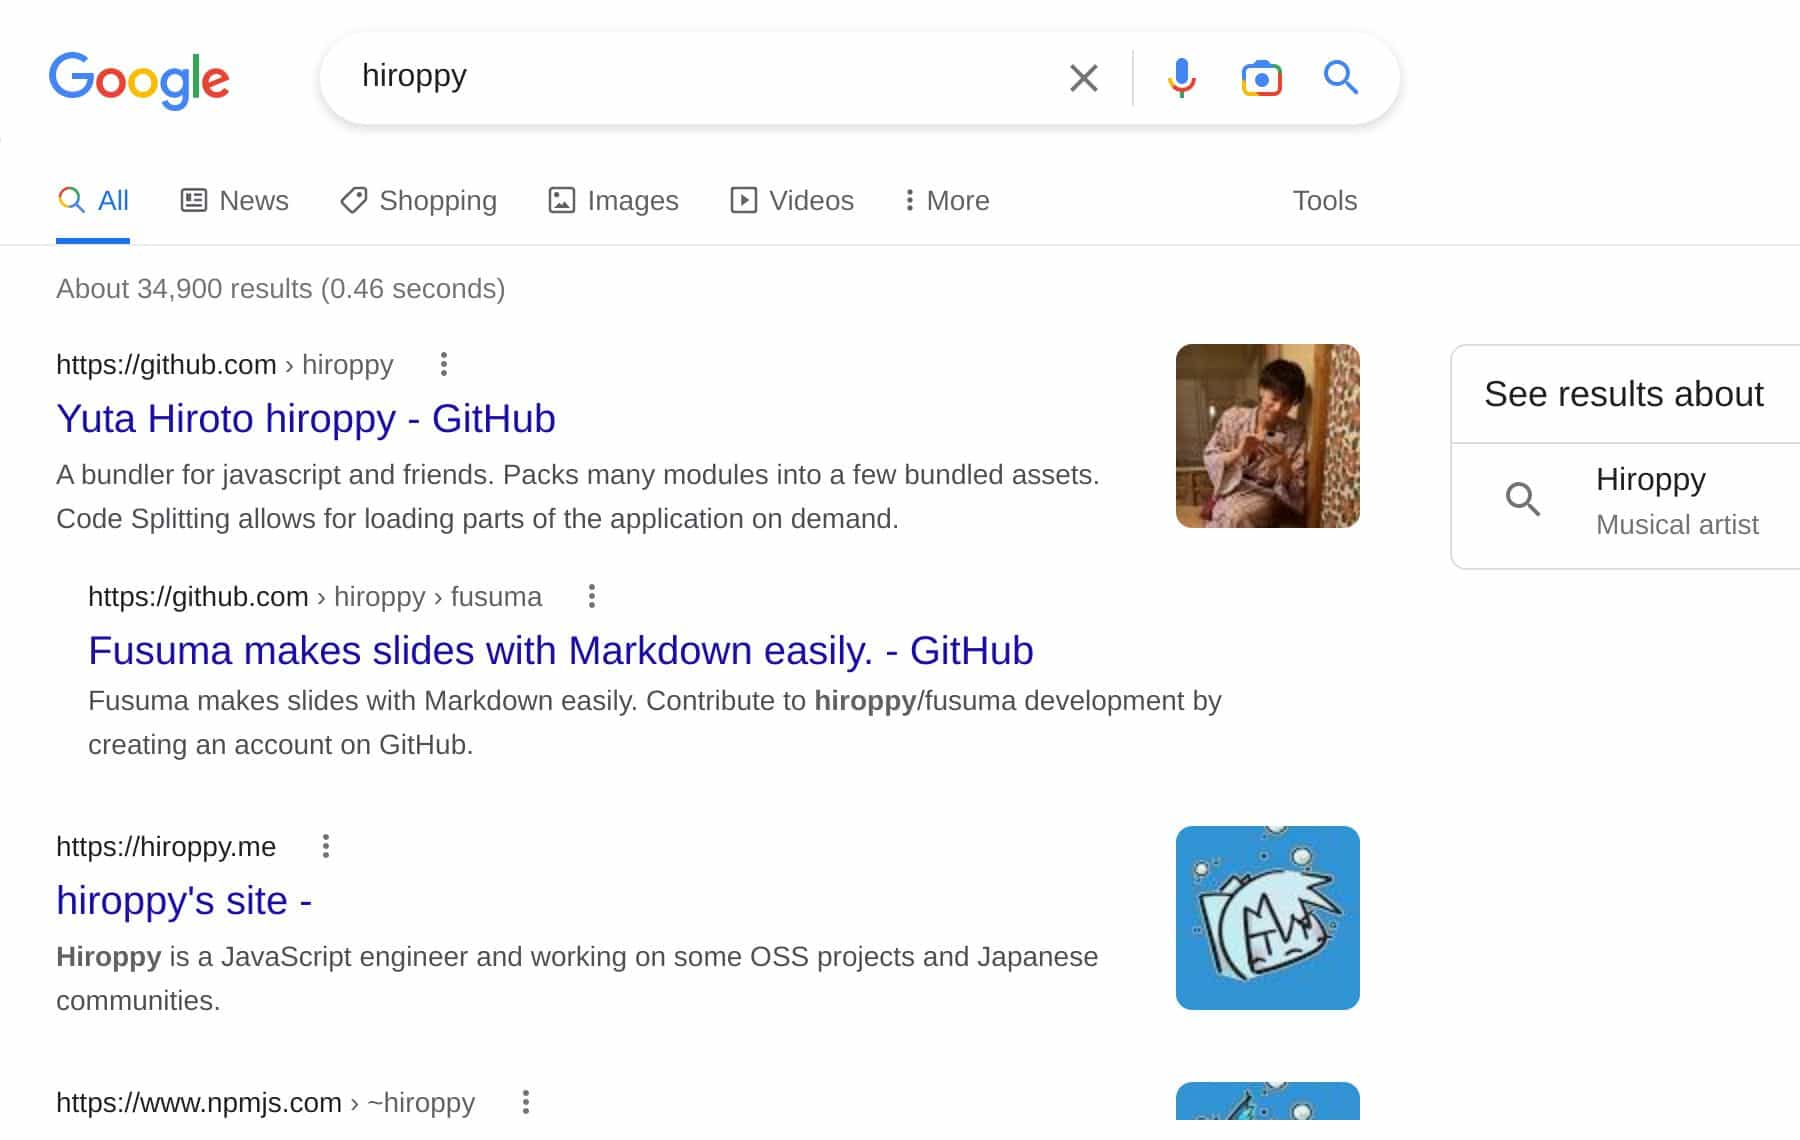 Google
hiroppy
All
News
Shopping
Images
Videos
More
Tools
About 34,900 results (0.46 seconds)
https://github.com › hiroppy
Yuta Hiroto hiroppy - GitHub
A bundler for javascript and friends. Packs many modules into a few bundled assets.
Code Splitting allows for loading parts of the application on demand.
https://github.com › hiroppy › fusuma
Fusuma makes slides with Markdown easily. - GitHub
Fusuma makes slides with Markdown easily. Contribute to hiroppy/fusuma development by
creating an account on GitHub.
https://hiroppy.me
hiroppy's site -
Hiroppy is a JavaScript engineer and working on some OSS projects and Japanese
communities.
https://www.npmjs.com › ~hiroppy
See results about
Hiroppy
Musical artist